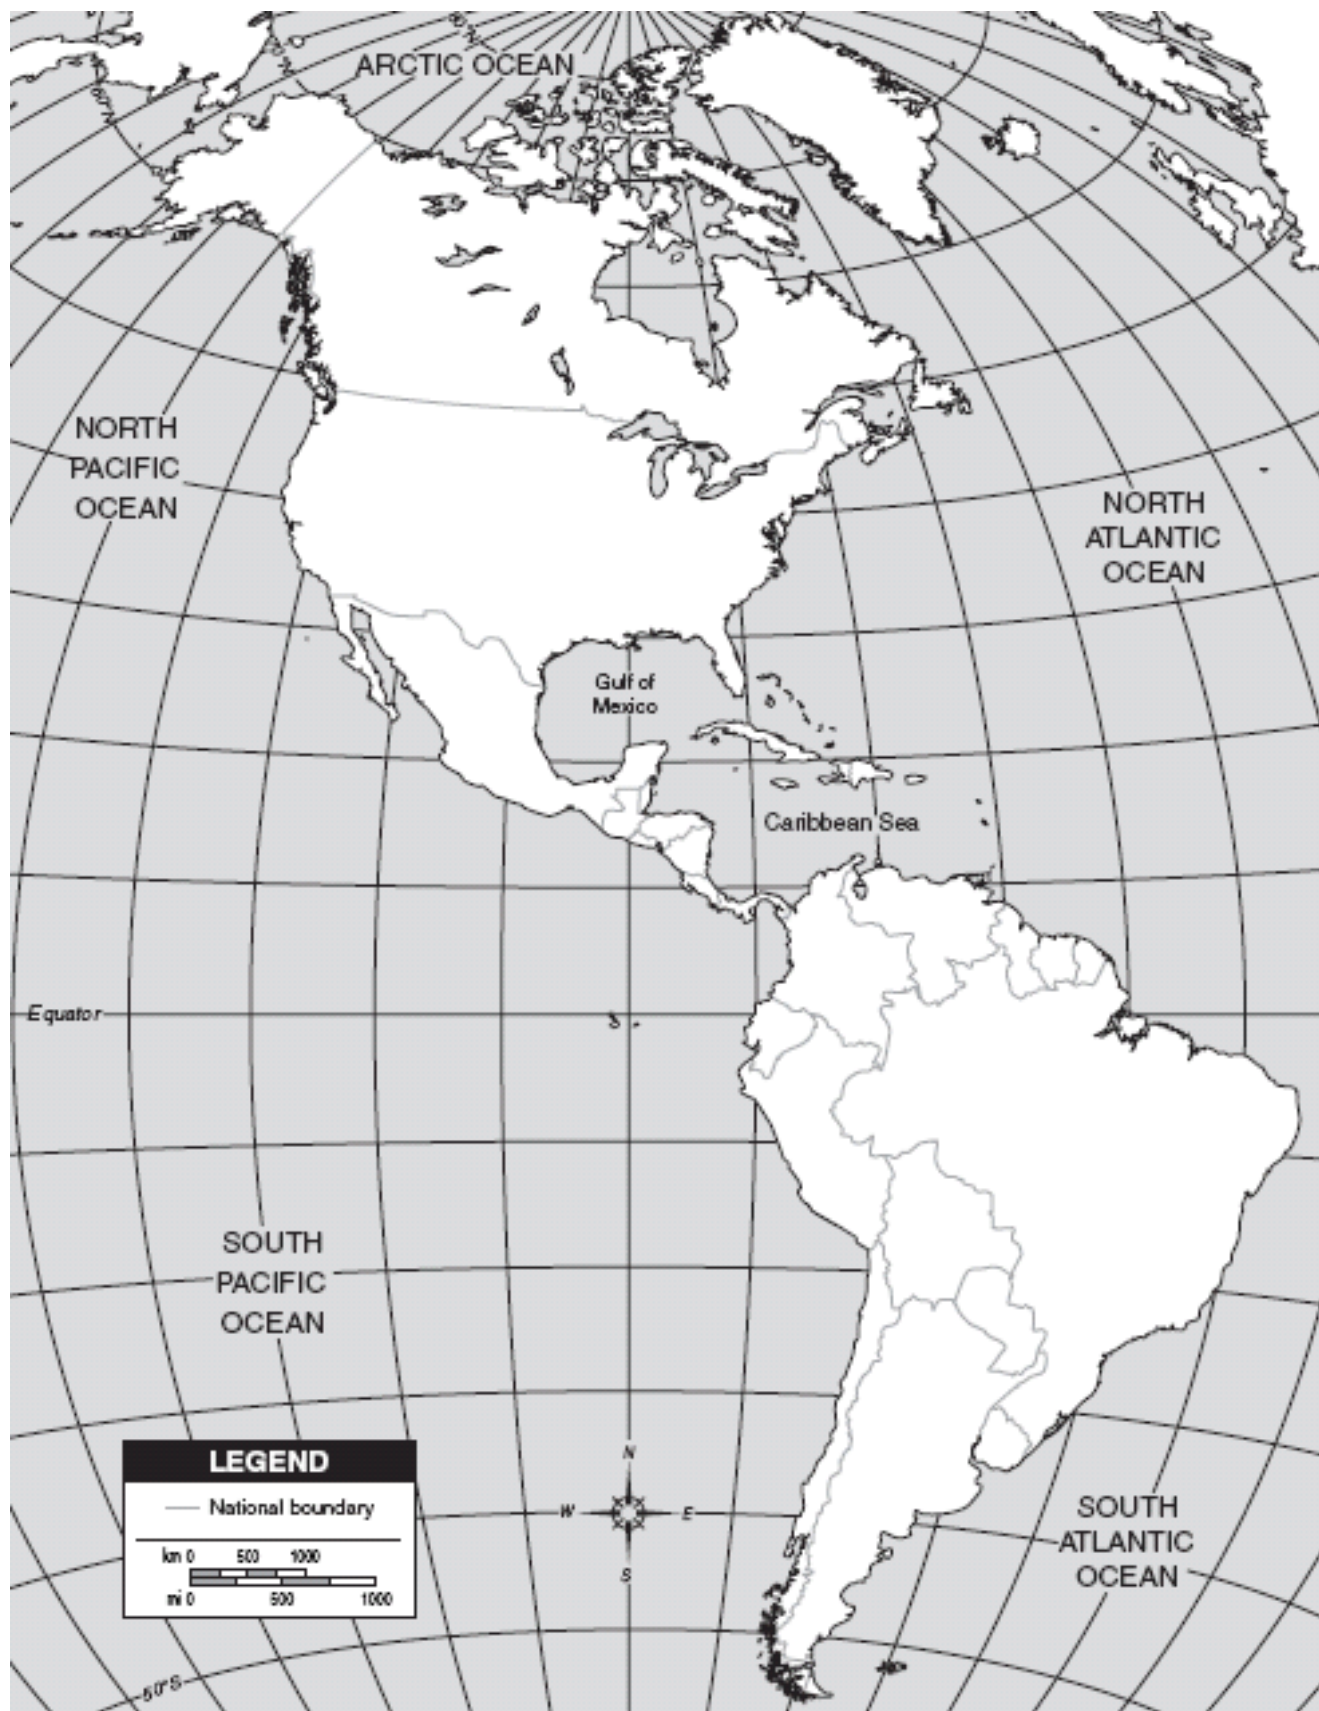 ARCTIC OCEAN
60°N
NORTH
PACIFIC
OCEAN
NORTH
ATLANTIC
OCEAN
Gulf of
Mexico
Caribbean Sea
Equator
SOUTH
PACIFIC
OCEAN
LEGEND
National boundary
km 0 500 1000
mi 0 500 1000
N
W E
S
SOUTH
ATLANTIC
OCEAN
50°S